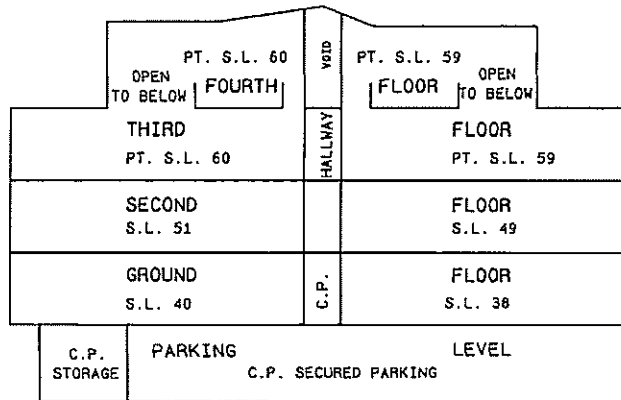 PT. S.L. 60
VOID
PT. S.L. 59
OPEN
TO BELOW
FOURTH
FLOOR
OPEN
TO BELOW
THIRD
HALLWAY
FLOOR
PT. S.L. 60
PT. S.L. 59
SECOND
FLOOR
S.L. 51
S.L. 49
GROUND
C.P.
FLOOR
S.L. 40
S.L. 38
C.P.
STORAGE
PARKING
LEVEL
C.P. SECURED PARKING